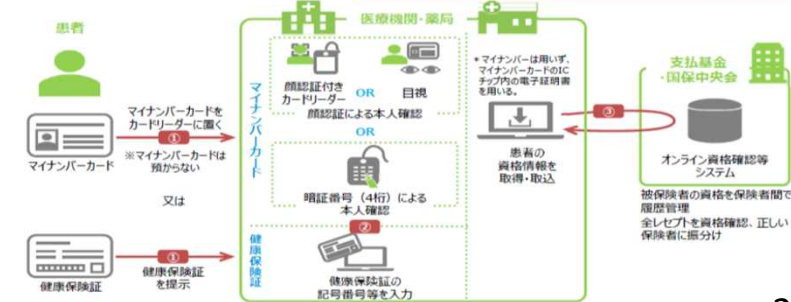 患者
マイナンバーカード
マイナンバーカードを
カードリーダーに置く
①
※マイナンバーカードは
預からない
又は
健康保険証
①
健康保険証
を提示
医療機関・薬局
マイナンバーカード
顔認証付き
カードリーダー
OR
目視
顔認証による本人確認
OR
暗証番号（4桁）による
本人確認
②
健康保険証
健康保険証の
記号番号等を入力
*マイナンバーは用いず、
マイナンバーカードのIC
チップ内の電子証明書
を用いる。
患者の
資格情報を
取得・取込
③
支払基金
・国保中央会
オンライン資格確認等
システム
被保険者の資格を保険者間で
履歴管理
全レセプトを資格確認、正しい
保険者に振分け